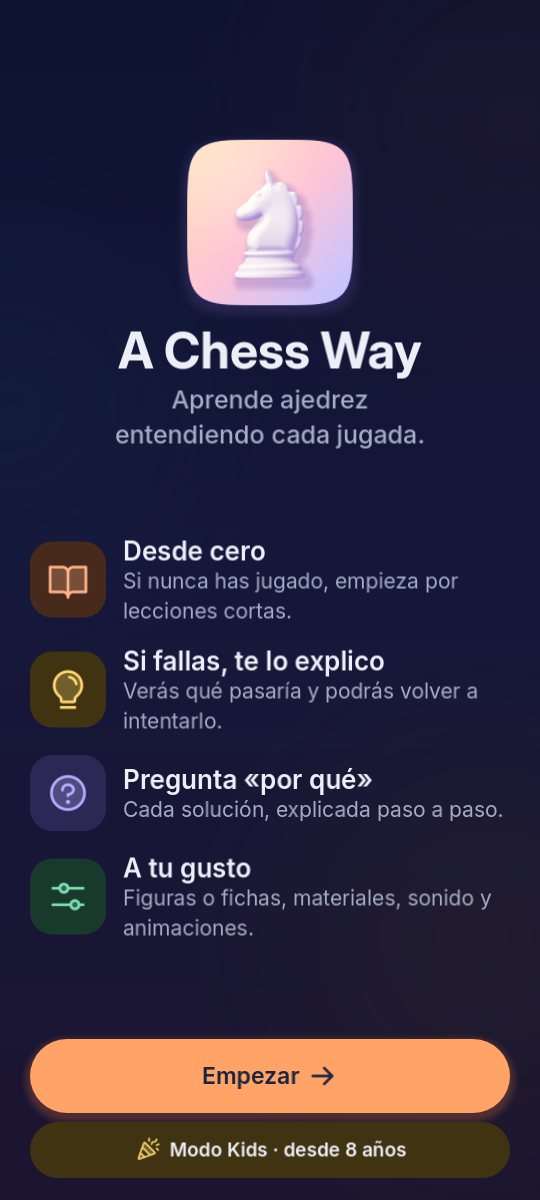 A Chess Way
Aprende ajedrez
entendiendo cada jugada.
Desde cero
Si nunca has jugado, empieza por
lecciones cortas.
Si fallas, te lo explico
Verás qué pasaría y podrás volver a
intentarlo.
Pregunta «por qué»
Cada solución, explicada paso a paso.
A tu gusto
Figuras o fichas, materiales, sonido y
animaciones.
Empezar →
Modo Kids · desde 8 años